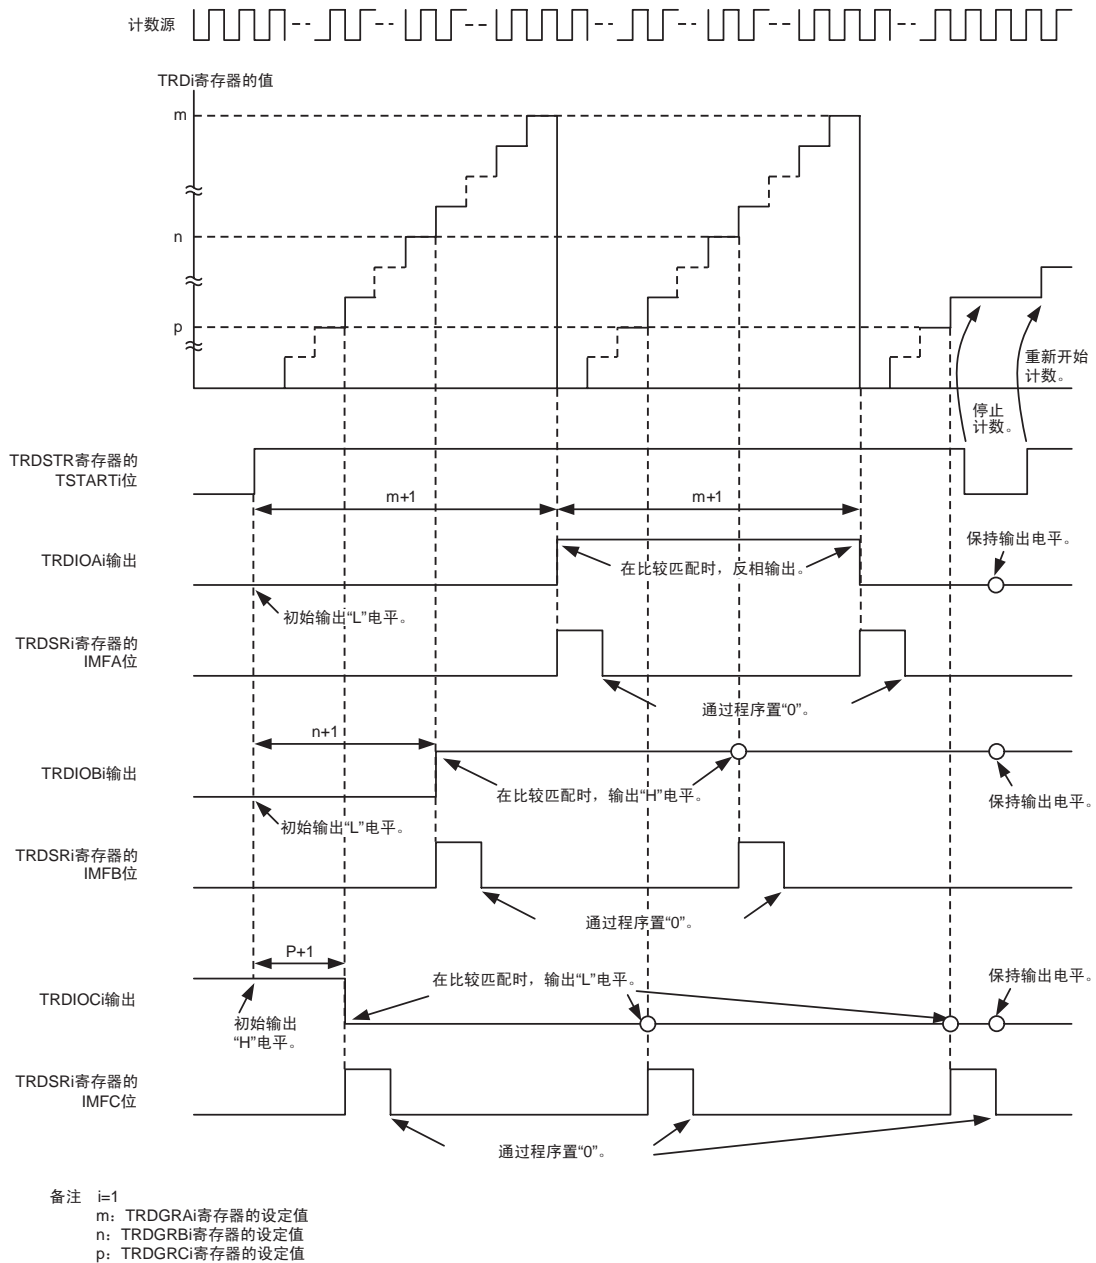 计数源
TRDi寄存器的值
m
n
p
重新开始
计数。
停止
计数。
TRDSTR寄存器的
TSTARTi位
m+1
m+1
保持输出电平。
TRDIOAi输出
在比较匹配时，反相输出。
初始输出“L”电平。
TRDSRi寄存器的
IMFA位
通过程序置“0”。
n+1
TRDIOBi输出
在比较匹配时，输出“H”电平。
保持输出电平。
初始输出“L”电平。
TRDSRi寄存器的
IMFB位
通过程序置“0”。
P+1
在比较匹配时，输出“L”电平。
保持输出电平。
TRDIOCi输出
初始输出
“H”电平。
TRDSRi寄存器的
IMFC位
通过程序置“0”。
备注 i=1
m：TRDGRAi寄存器的设定值
n：TRDGRBi寄存器的设定值
p：TRDGRCi寄存器的设定值